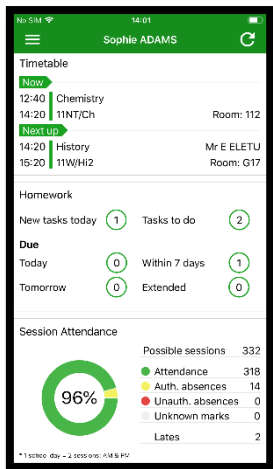 No SIM 14:01
Sophie ADAMS
Timetable
Now
12:40 Chemistry
14:20 11NT/Ch Room: 112
Next up
14:20 History Mr E ELETU
15:20 11W/Hi2 Room: G17
Homework
New tasks today 1 Tasks to do 2
Due
Today 0 Within 7 days 1
Tomorrow 0 Extended 0
Session Attendance
Possible sessions 332
Attendance 318
Auth. absences 14
Unauth. absences 0
Unknown marks 0
Lates 2
96%
* 1 school day = 2 sessions: AM & PM